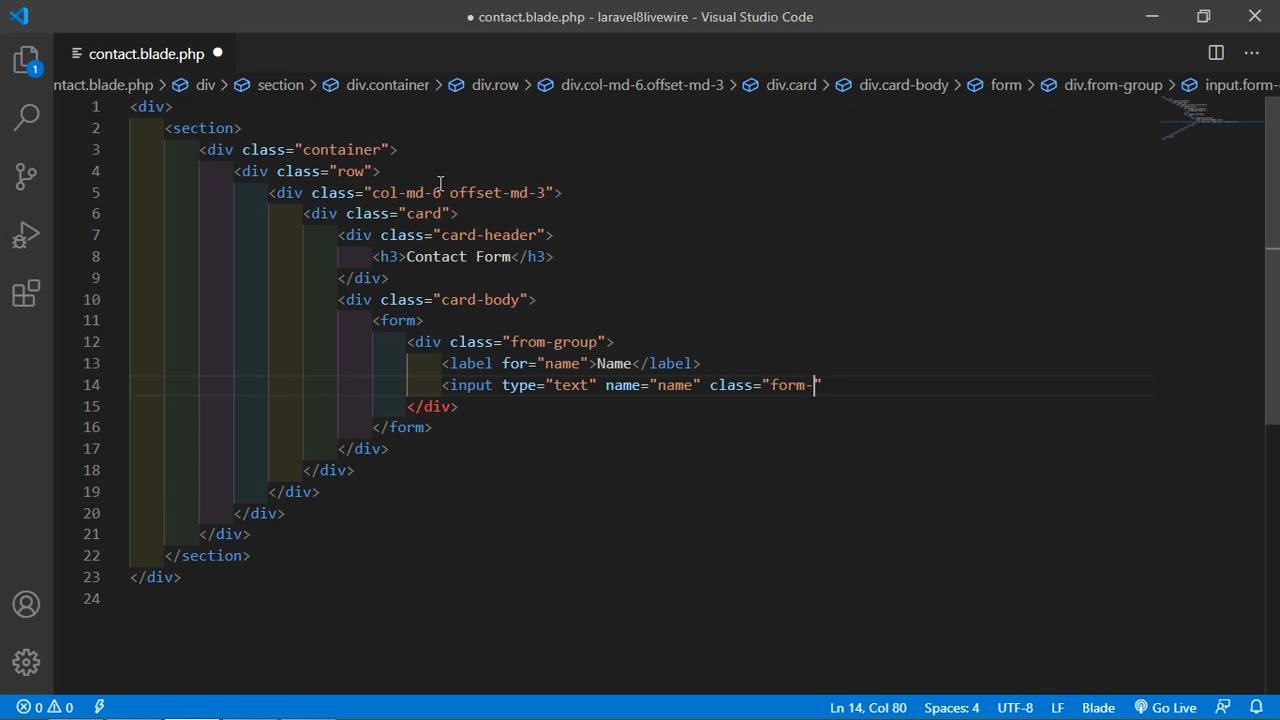 ● contact.blade.php - laravel8livewire - Visual Studio Code
contact.blade.php ●
ntact.blade.php > div > section > div.container > div.row > div.col-md-6.offset-md-3 > div.card > div.card-body > form > div.from-group > input.form-
1 <div>
2 <section>
3 <div class="container">
4 <div class="row">
5 <div class="col-md-6 offset-md-3">
6 <div class="card">
7 <div class="card-header">
8 <h3>Contact Form</h3>
9 </div>
10 <div class="card-body">
11 <form>
12 <div class="from-group">
13 <label for="name">Name</label>
14 <input type="text" name="name" class="form-"
15 </div>
16 </form>
17 </div>
18 </div>
19 </div>
20 </div>
21 </div>
22 </section>
23 </div>
24
1
0 0 Ln 14, Col 80 Spaces: 4 UTF-8 LF Blade Go Live